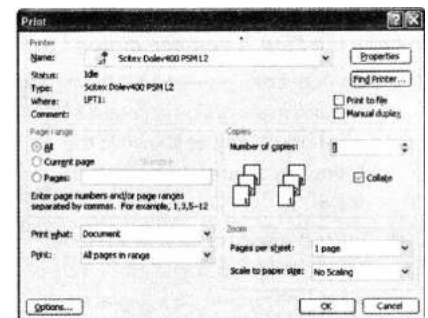 Print
Printer
Name: Scitex Dolev400 PSM L2 Properties
Status: Idle Find Printer...
Type: Scitex Dolev400 PSM L2
Where: LPT1: Print to file
Comment: Manual duplex
Page range
All
Current page
Pages:
Enter page numbers and/or page ranges
separated by commas. For example, 1,3,5–12
Copies
Number of copies: 1
Collate
Print what: Document
Print: All pages in range
Zoom
Pages per sheet: 1 page
Scale to paper size: No Scaling
Options... OK Cancel